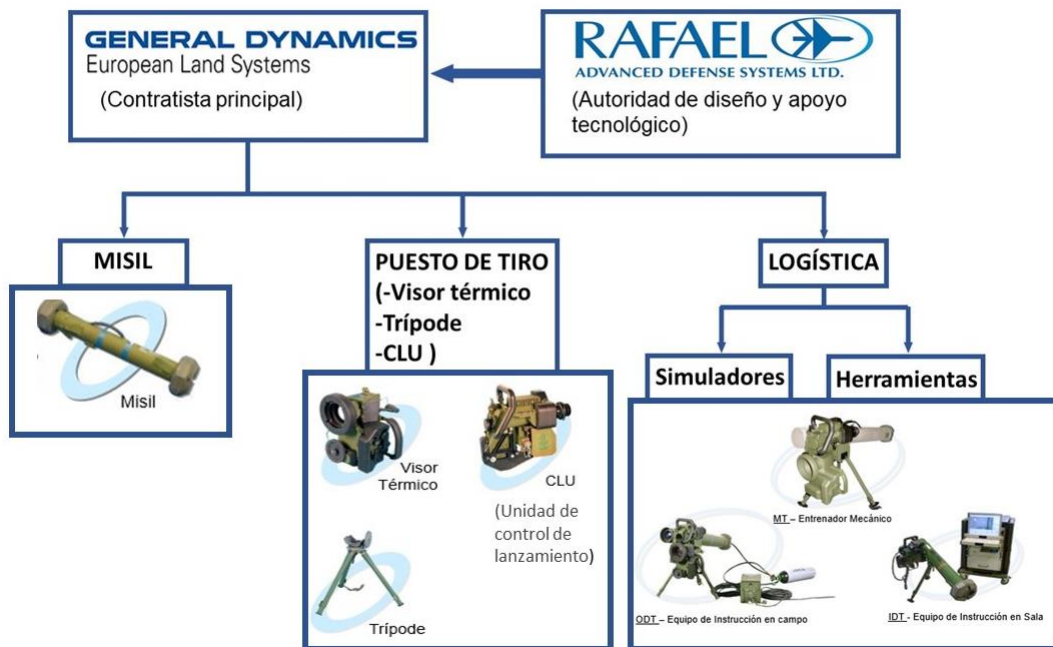 GENERAL DYNAMICS
European Land Systems
(Contratista principal)
RAFAEL
ADVANCED DEFENSE SYSTEMS LTD.
(Autoridad de diseño y apoyo
tecnológico)
MISIL
Misil
PUESTO DE TIRO
(-Visor térmico
-Trípode
-CLU )
Visor
Térmico
CLU
(Unidad de
control de
lanzamiento)
Trípode
LOGÍSTICA
Simuladores
Herramientas
MT – Entrenador Mecánico
ODT – Equipo de Instrucción en campo
IDT - Equipo de Instrucción en Sala